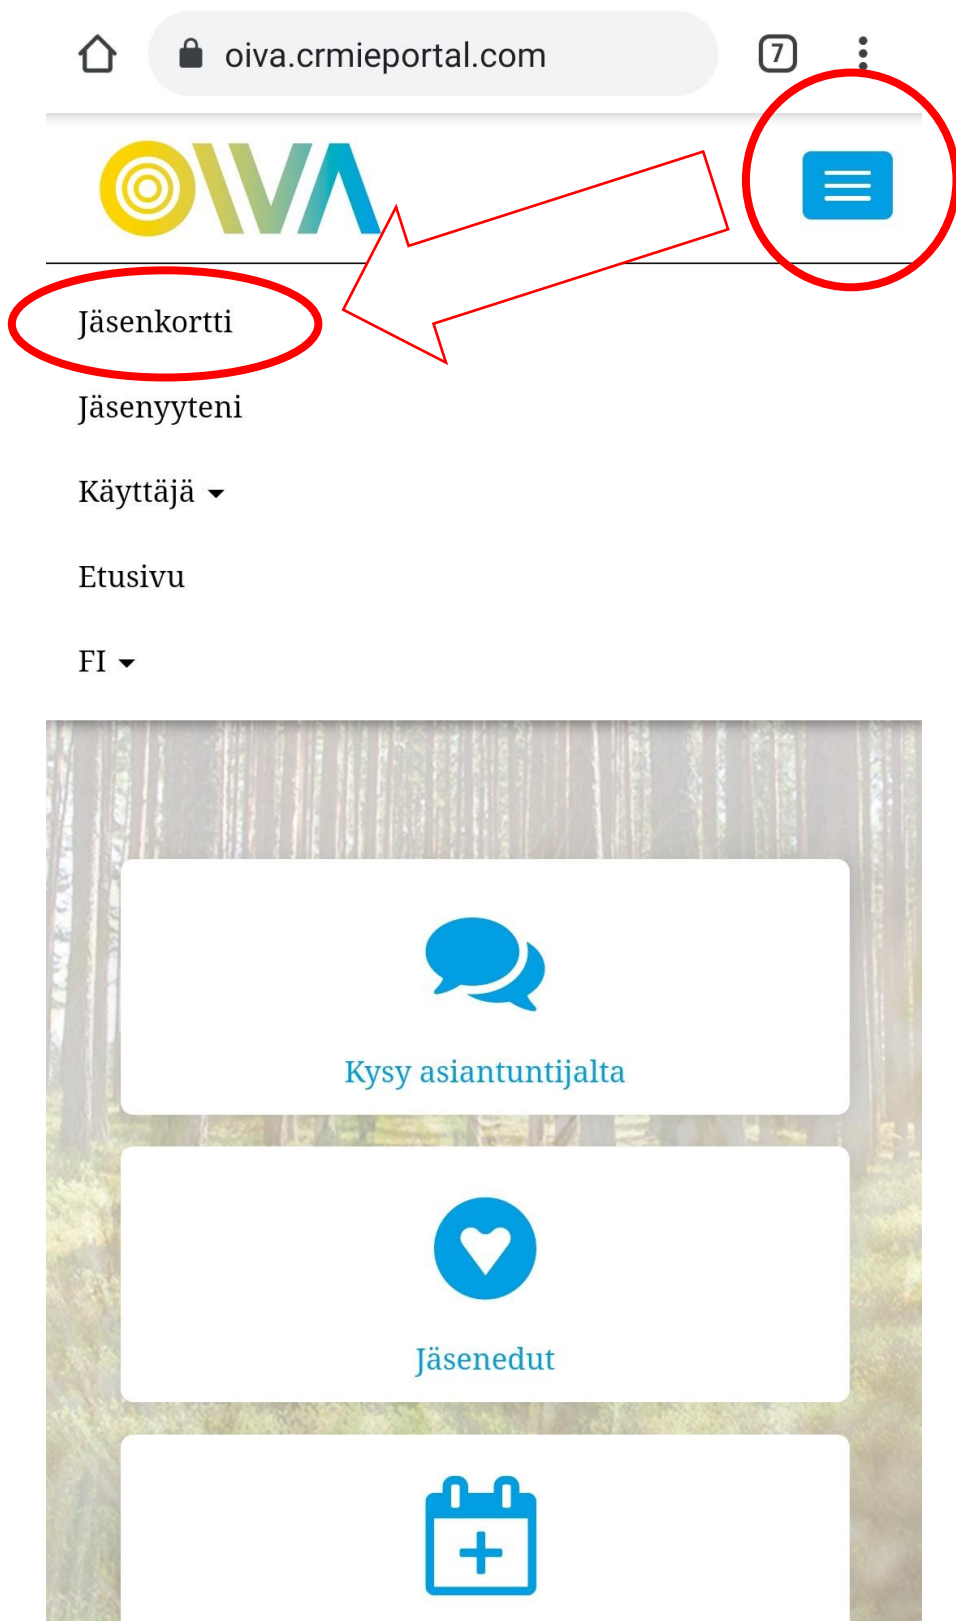 oiva.crmieportal.com
7
OIVA
Jäsenkortti
Jäsenyyteni
Käyttäjä
Etusivu
FI
Kysy asiantuntijalta
Jäsenedut